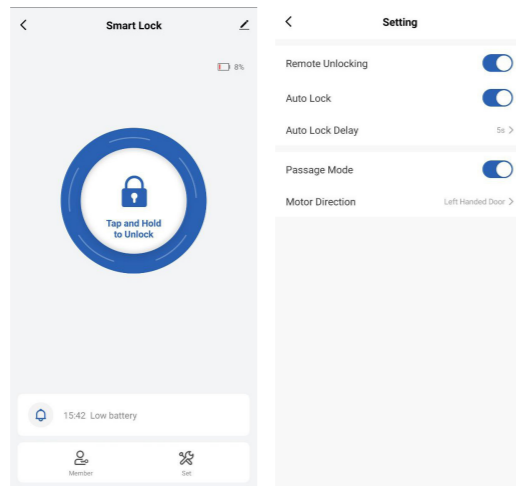 Smart Lock
8%
Tap and Hold
to Unlock
15:42 Low battery
Member
Set
Setting
Remote Unlocking
Auto Lock
Auto Lock Delay 5s
Passage Mode
Motor Direction Left Handed Door